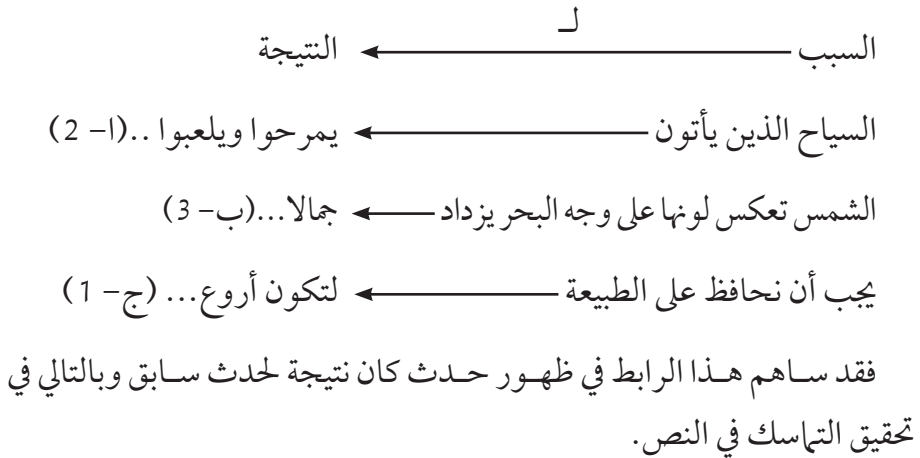 لـ
السبب ← النتيجة
السياح الذين يأتون ← يمرحوا ويلعبوا ..(ا– 2)
الشمس تعكس لونها على وجه البحر يزداد ← جمالا...(ب– 3)
يجب أن نحافظ على الطبيعة ← لتكون أروع... (ج– 1)
فقد ساهم هذا الرابط في ظهور حدث كان نتيجة لحدث سابق وبالتالي في
تحقيق التماسك في النص.